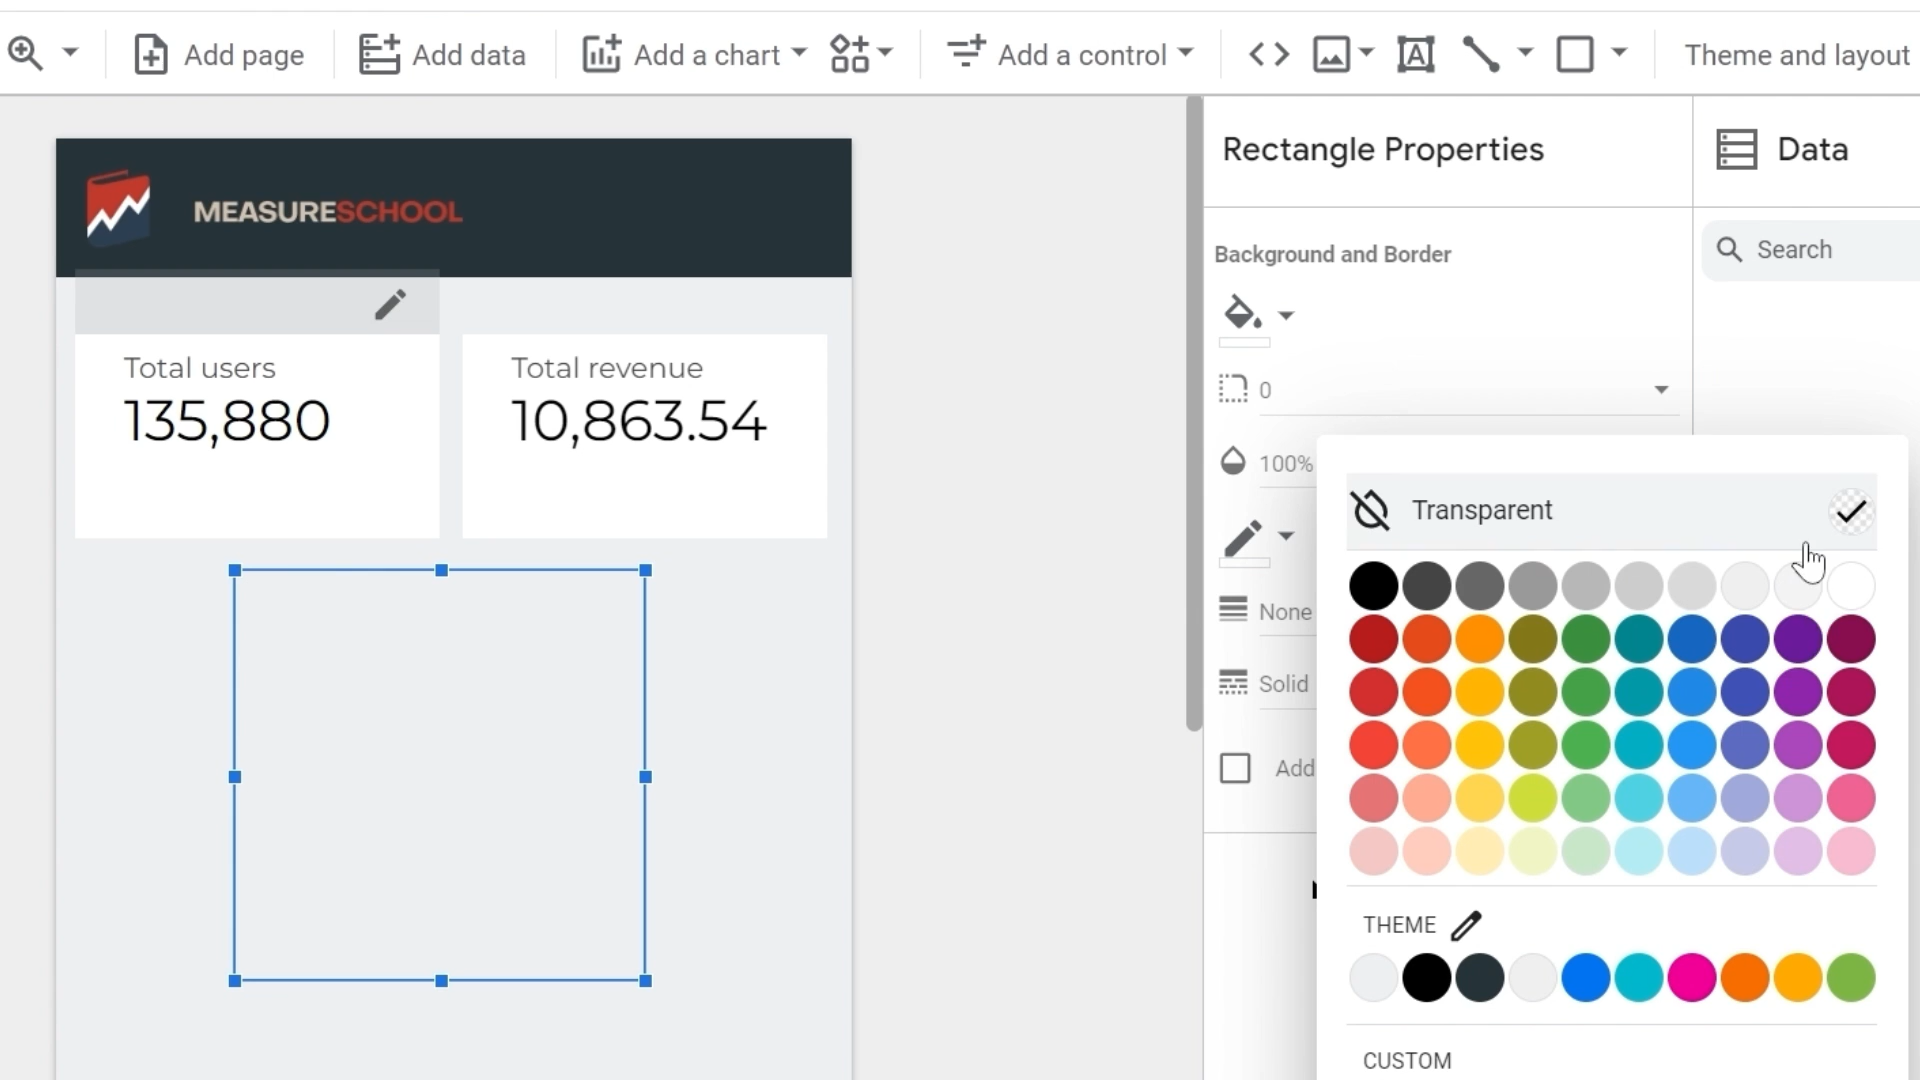 Add page
Add data
Add a chart
Add a control
A
Theme and layout
MEASURESCHOOL
Total users
135,880
Total revenue
10,863.54
Rectangle Properties
Background and Border
0
100%
None
Solid
Add
Data
Search
Transparent
THEME
CUSTOM